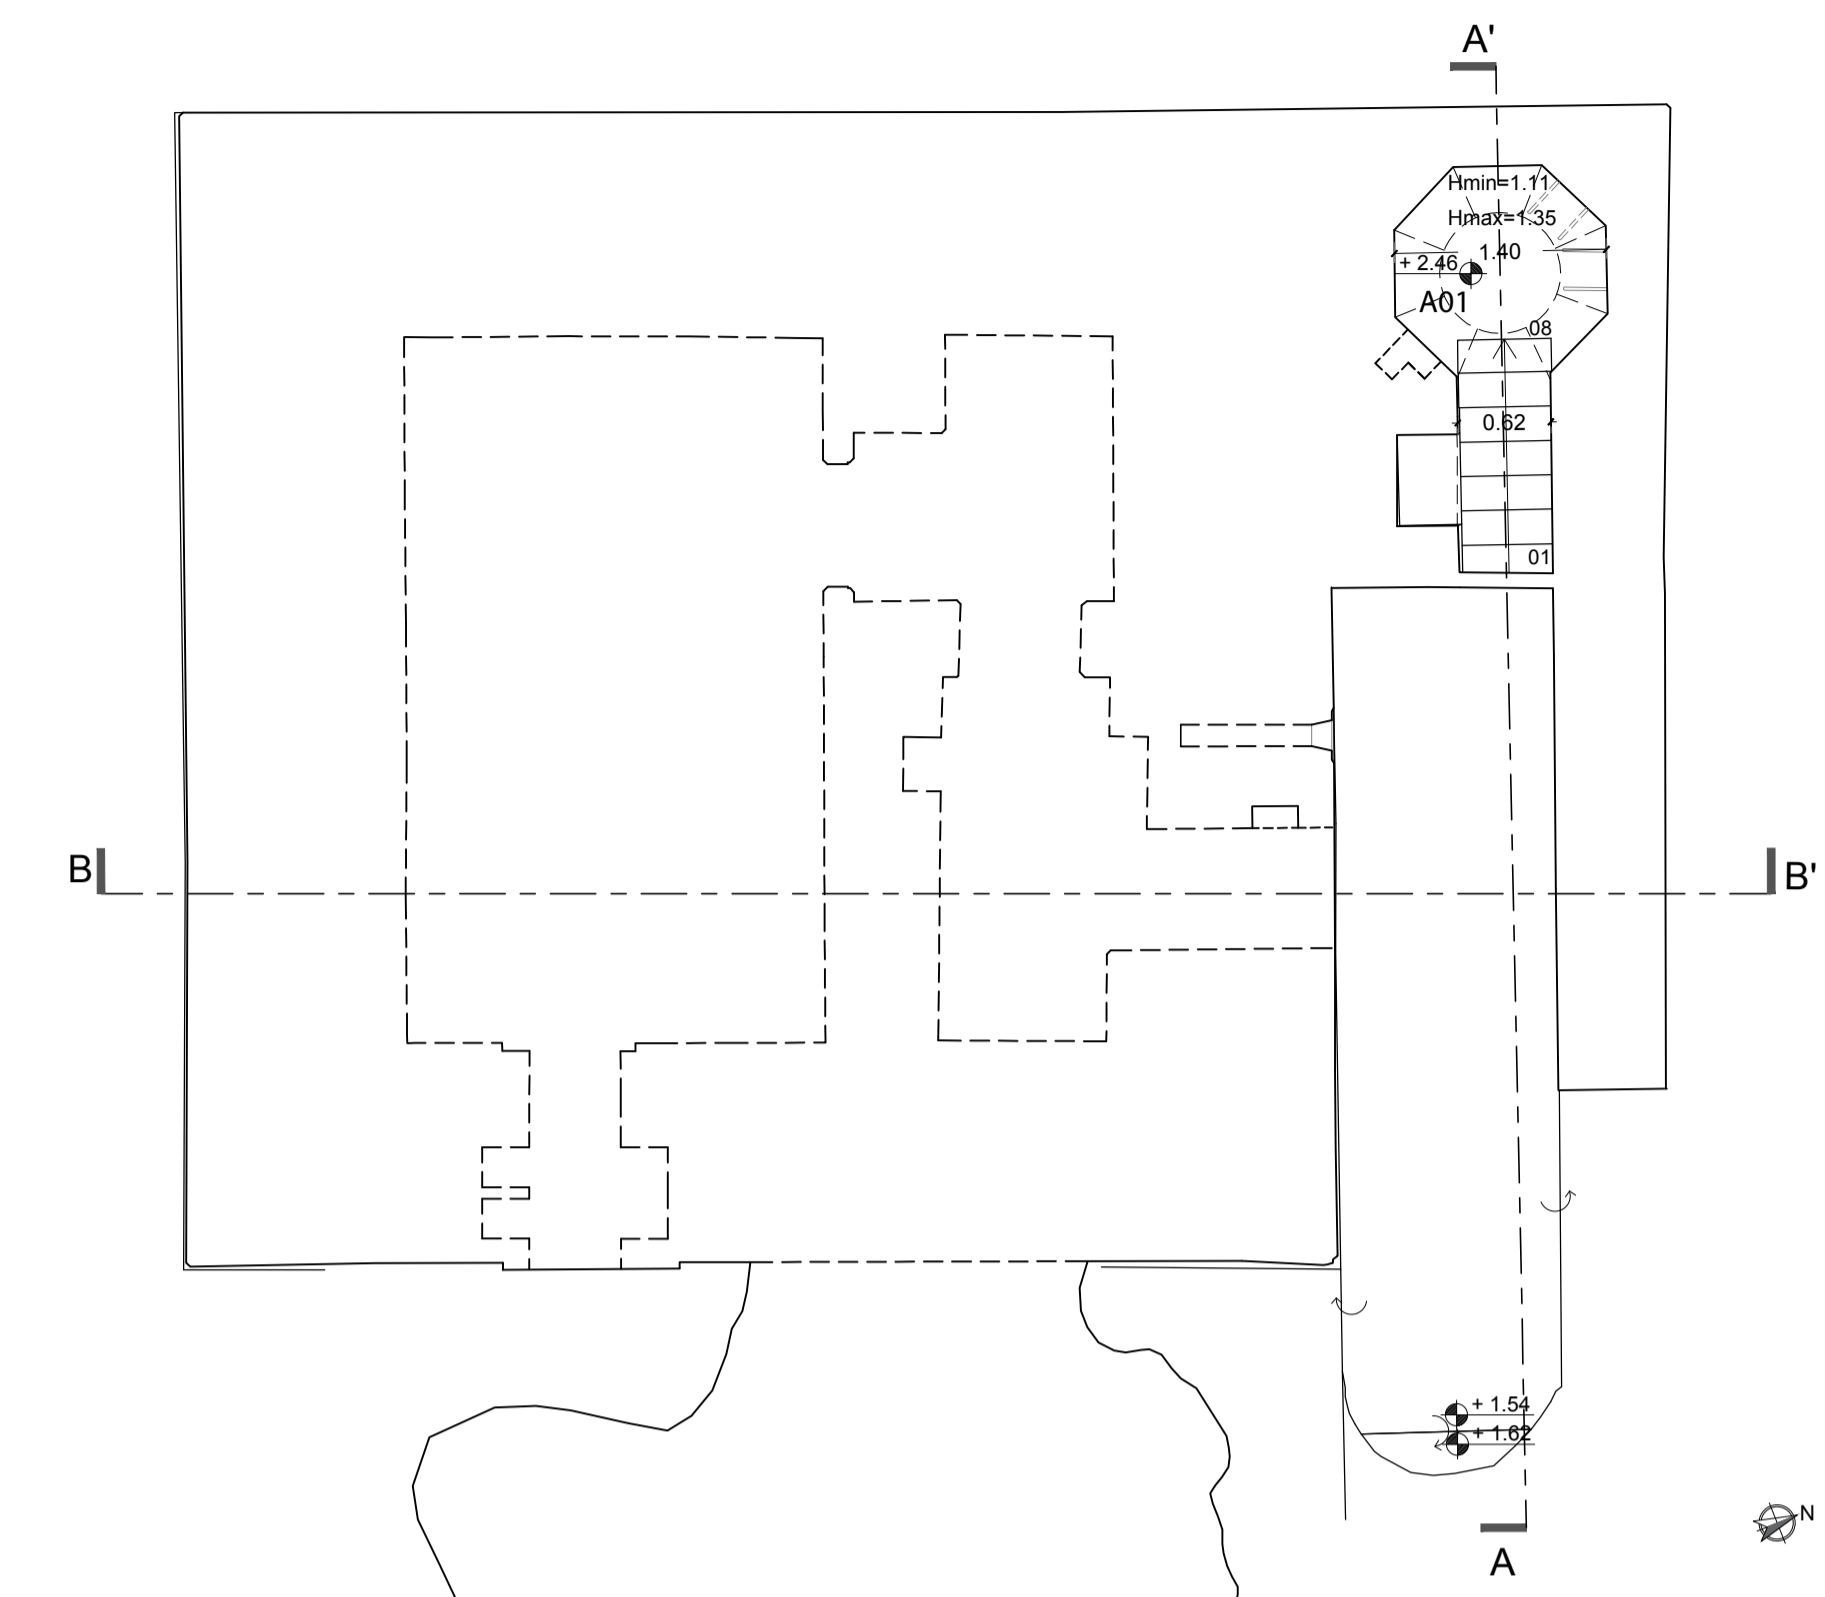 A'
Hmin=1.11
Hmax=1.35
1.40
+ 2.46
A01
08
0.62
01
B
B'
+ 1.54
+ 1.62
N
A